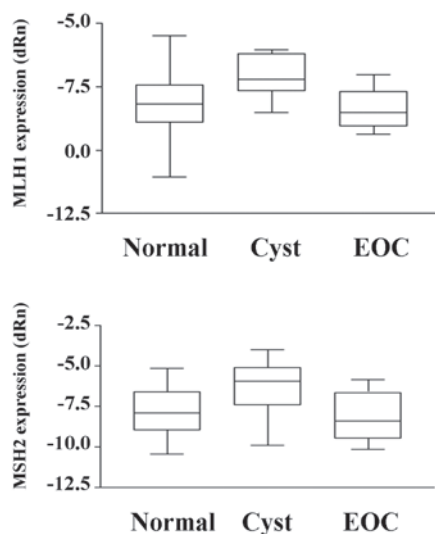 MLH1 expression (dRn)
-5.0
-7.5
0.0
-12.5
Normal Cyst EOC
MSH2 expression (dRn)
-2.5
-5.0
-7.5
-10.0
-12.5
Normal Cyst EOC